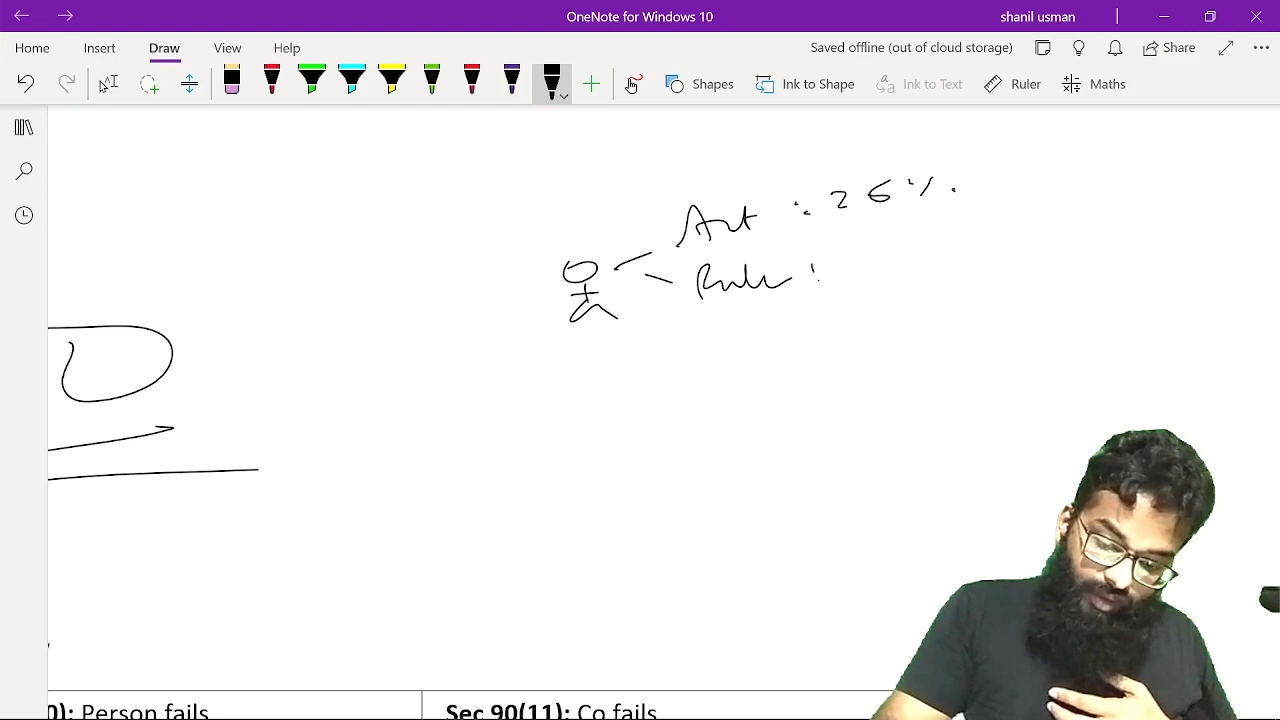 OneNote for Windows 10
shanil usman
Home Insert Draw View Help
Saved offline (out of cloud storage)
Share
Shapes Ink to Shape Ink to Text Ruler Maths
Act : 25%.
Rule :
0): Person fails
Sec 90(11): Co fails